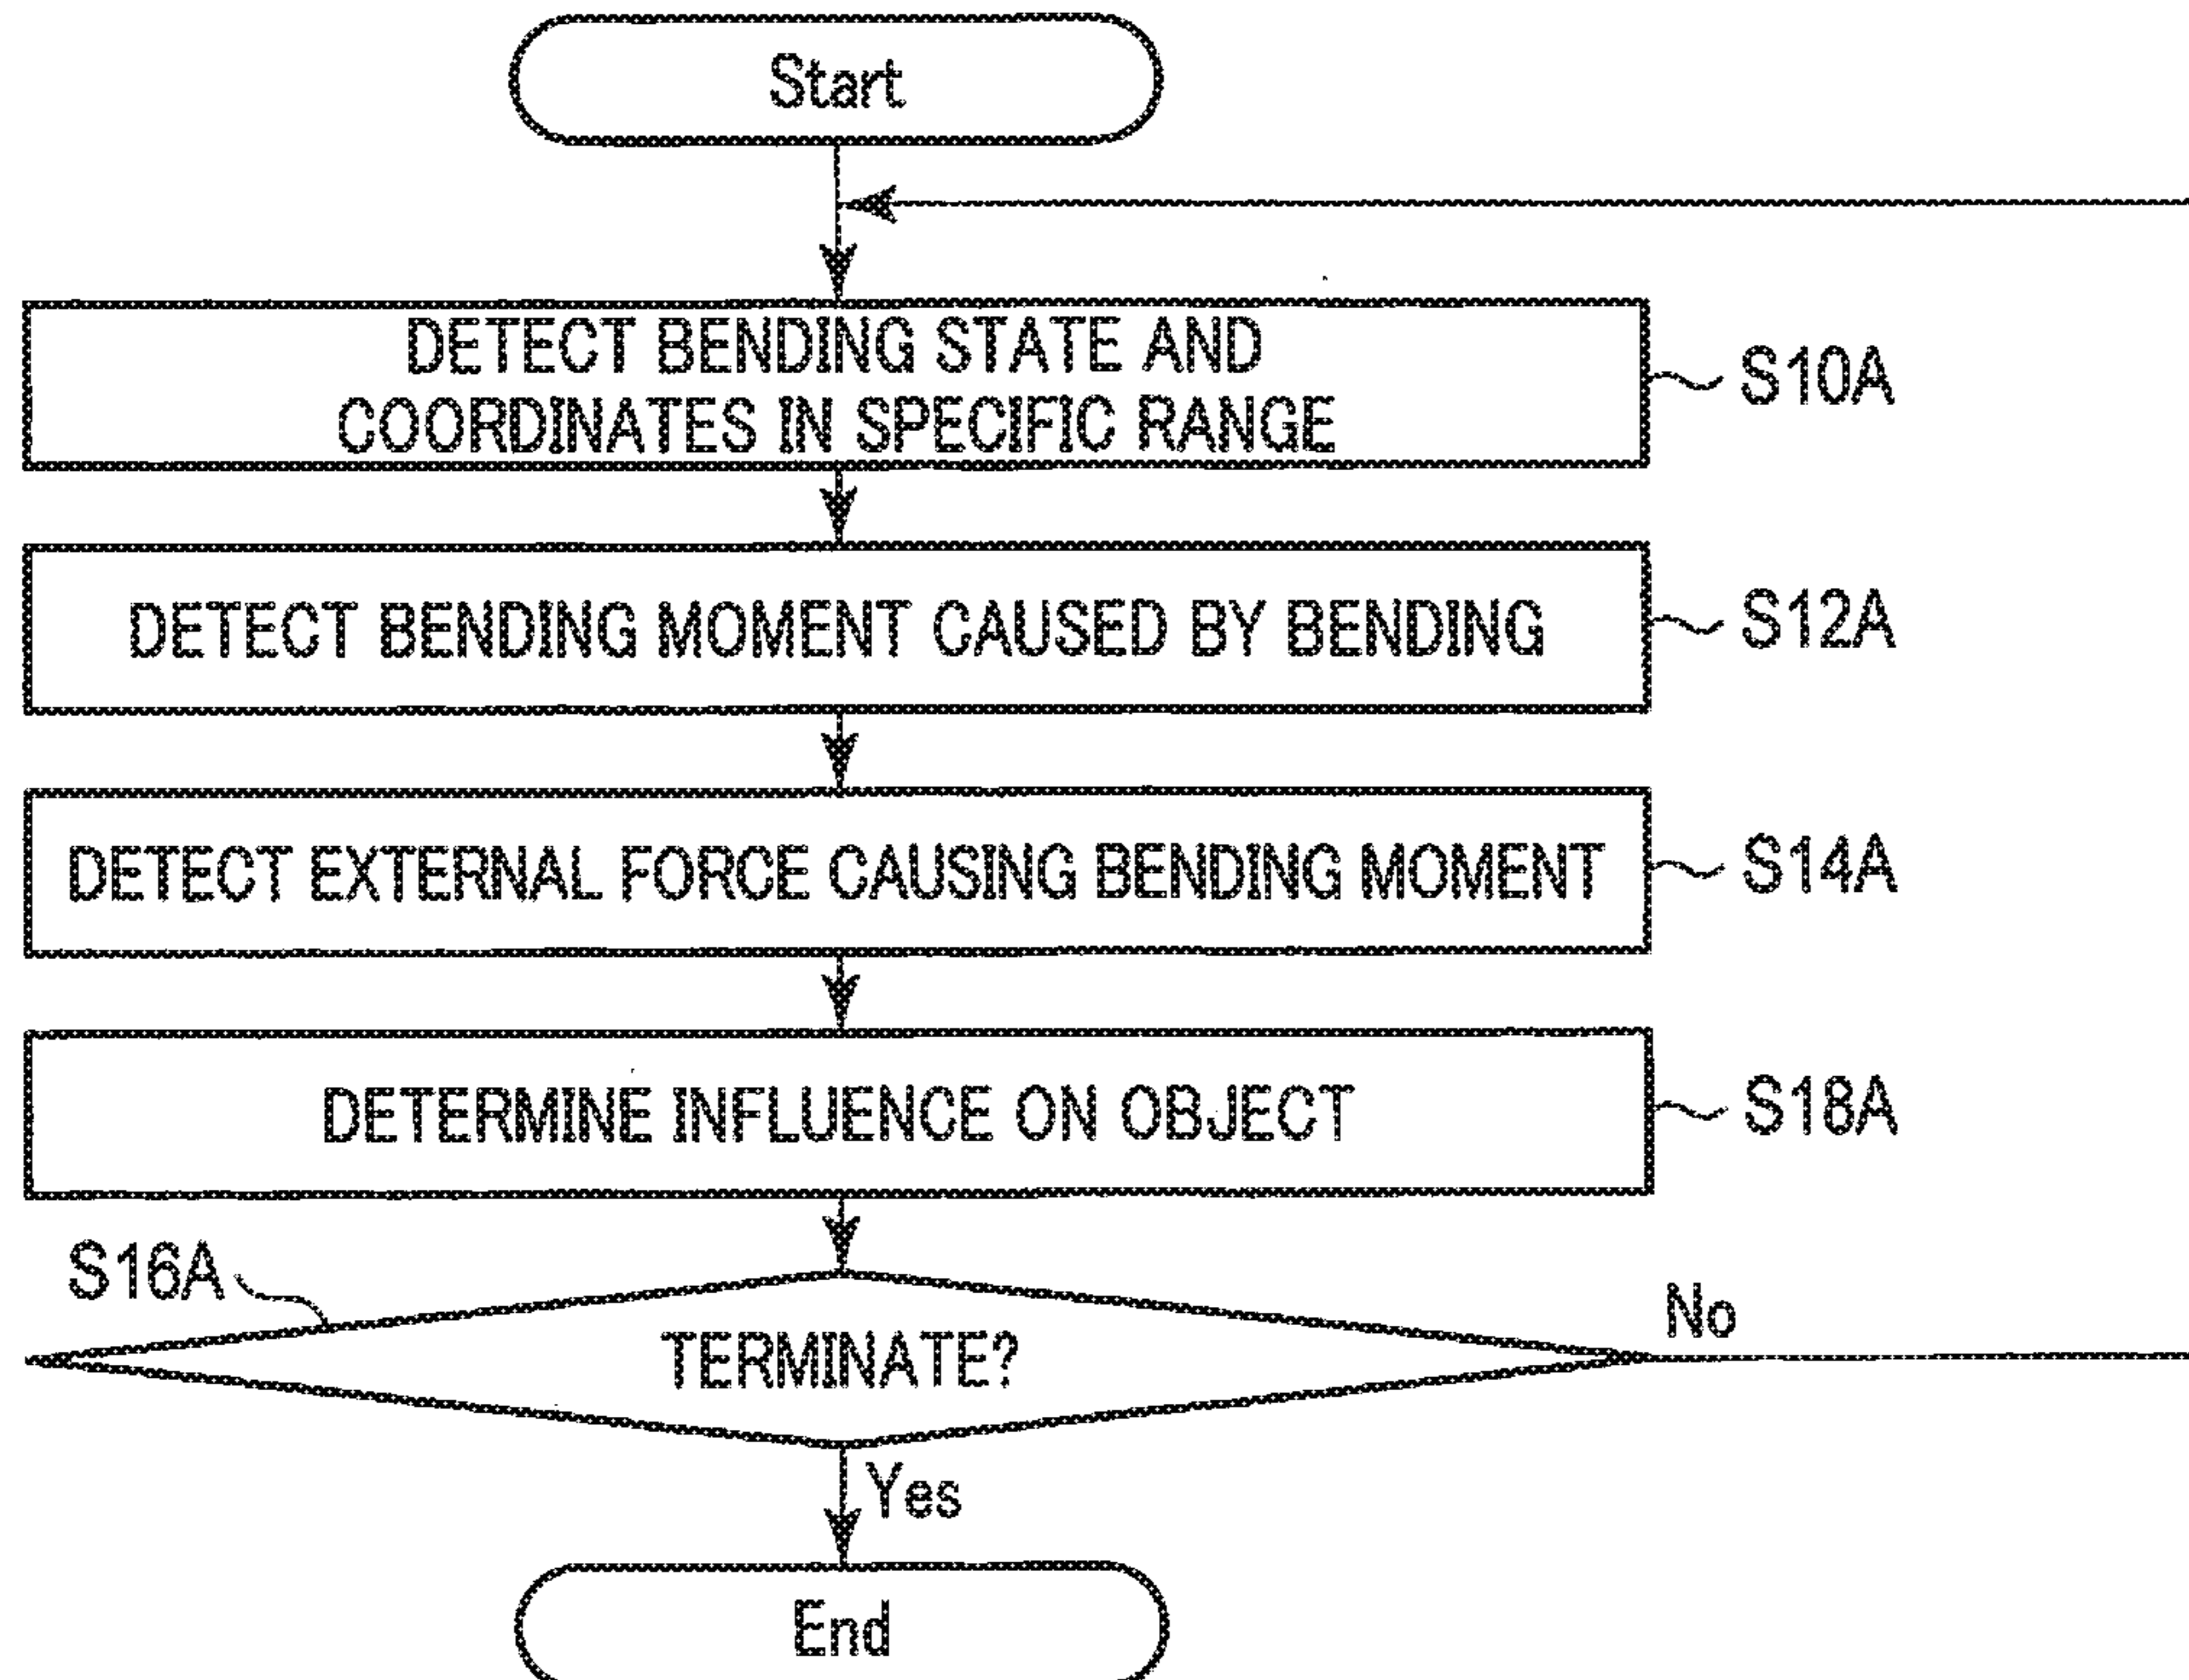 Start
DETECT BENDING STATE AND
COORDINATES IN SPECIFIC RANGE
S10A
DETECT BENDING MOMENT CAUSED BY BENDING
S12A
DETECT EXTERNAL FORCE CAUSING BENDING MOMENT
S14A
DETERMINE INFLUENCE ON OBJECT
S18A
S16A
TERMINATE?
No
Yes
End